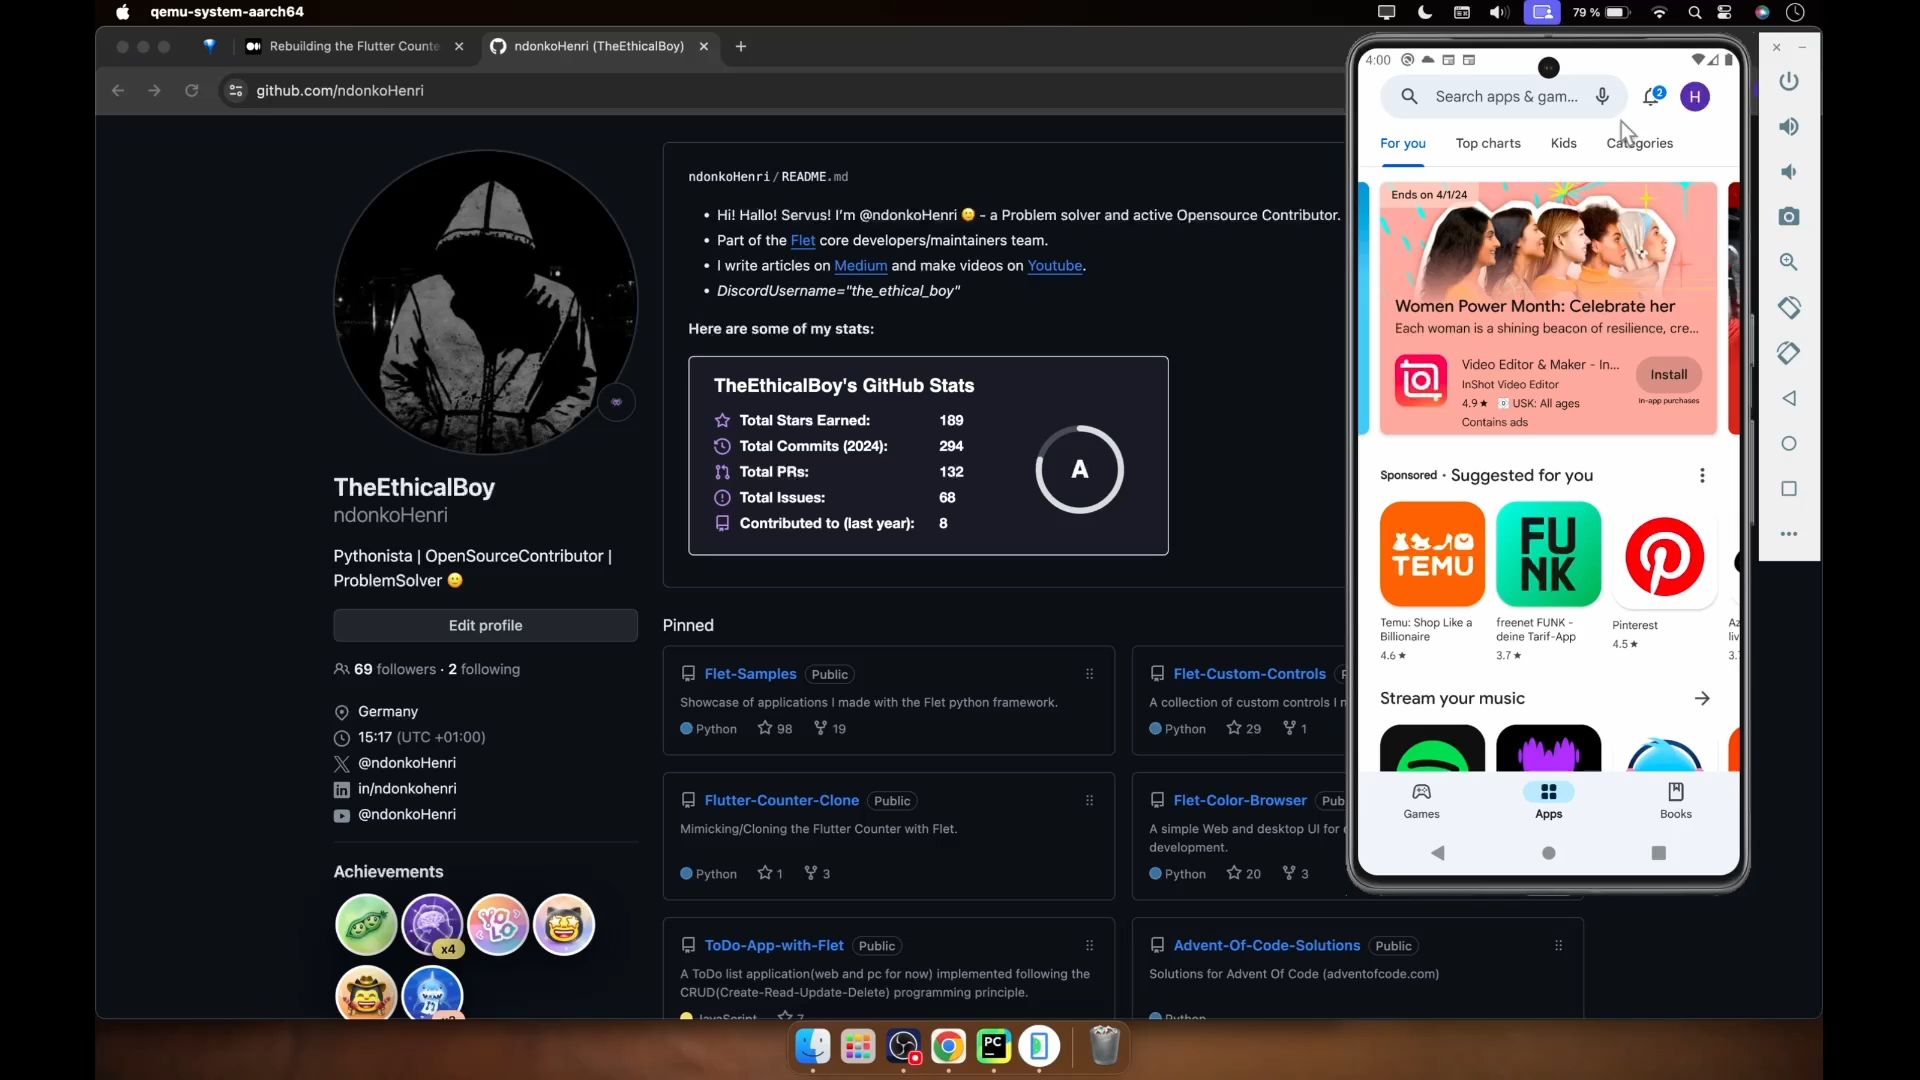 qemu-system-aarch64
79 %
Rebuilding the Flutter Counte
ndonkoHenri (TheEthicalBoy)
github.com/ndonkoHenri
ndonkoHenri/README.md
Hi! Hallo! Servus! I'm @ndonkoHenri - a Problem solver and active Opensource Contributor.
Part of the Flet core developers/maintainers team.
I write articles on Medium and make videos on Youtube.
DiscordUsername="the_ethical_boy"
Here are some of my stats:
TheEthicalBoy's GitHub Stats
Total Stars Earned: 189
Total Commits (2024): 294
Total PRs: 132
Total Issues: 68
Contributed to (last year): 8
A
TheEthicalBoy
ndonkoHenri
Pythonista | OpenSourceContributor |
ProblemSolver
Edit profile
69 followers · 2 following
Germany
15:17 (UTC +01:00)
@ndonkoHenri
in/ndonkohenri
@ndonkoHenri
Achievements
x4
YOLO
Pinned
Flet-Samples Public
Showcase of applications I made with the Flet python framework.
Python 98 19
Flet-Custom-Controls
A collection of custom controls I
Python 29 1
Flutter-Counter-Clone Public
Mimicking/Cloning the Flutter Counter with Flet.
Python 1 3
Flet-Color-Browser Pub
A simple Web and desktop UI for
development.
Python 20 3
ToDo-App-with-Flet Public
A ToDo list application(web and pc for now) implemented following the
CRUD(Create-Read-Update-Delete) programming principle.
JavaScript 7
Advent-Of-Code-Solutions Public
Solutions for Advent Of Code (adventofcode.com)
Python
4:00
Search apps & gam...
2
H
For you Top charts Kids Categories
Ends on 4/1/24
Women Power Month: Celebrate her
Each woman is a shining beacon of resilience, cre...
Video Editor & Maker - In...
InShot Video Editor
4.9★ USK: All ages
Contains ads
Install
In-app purchases
Sponsored · Suggested for you
TEMU
FU
NK
Temu: Shop Like a
Billionaire
4.6★
freenet FUNK -
deine Tarif-App
3.7★
Pinterest
4.5★
Az
liv
3.
Stream your music
Games
Apps
Books
PC